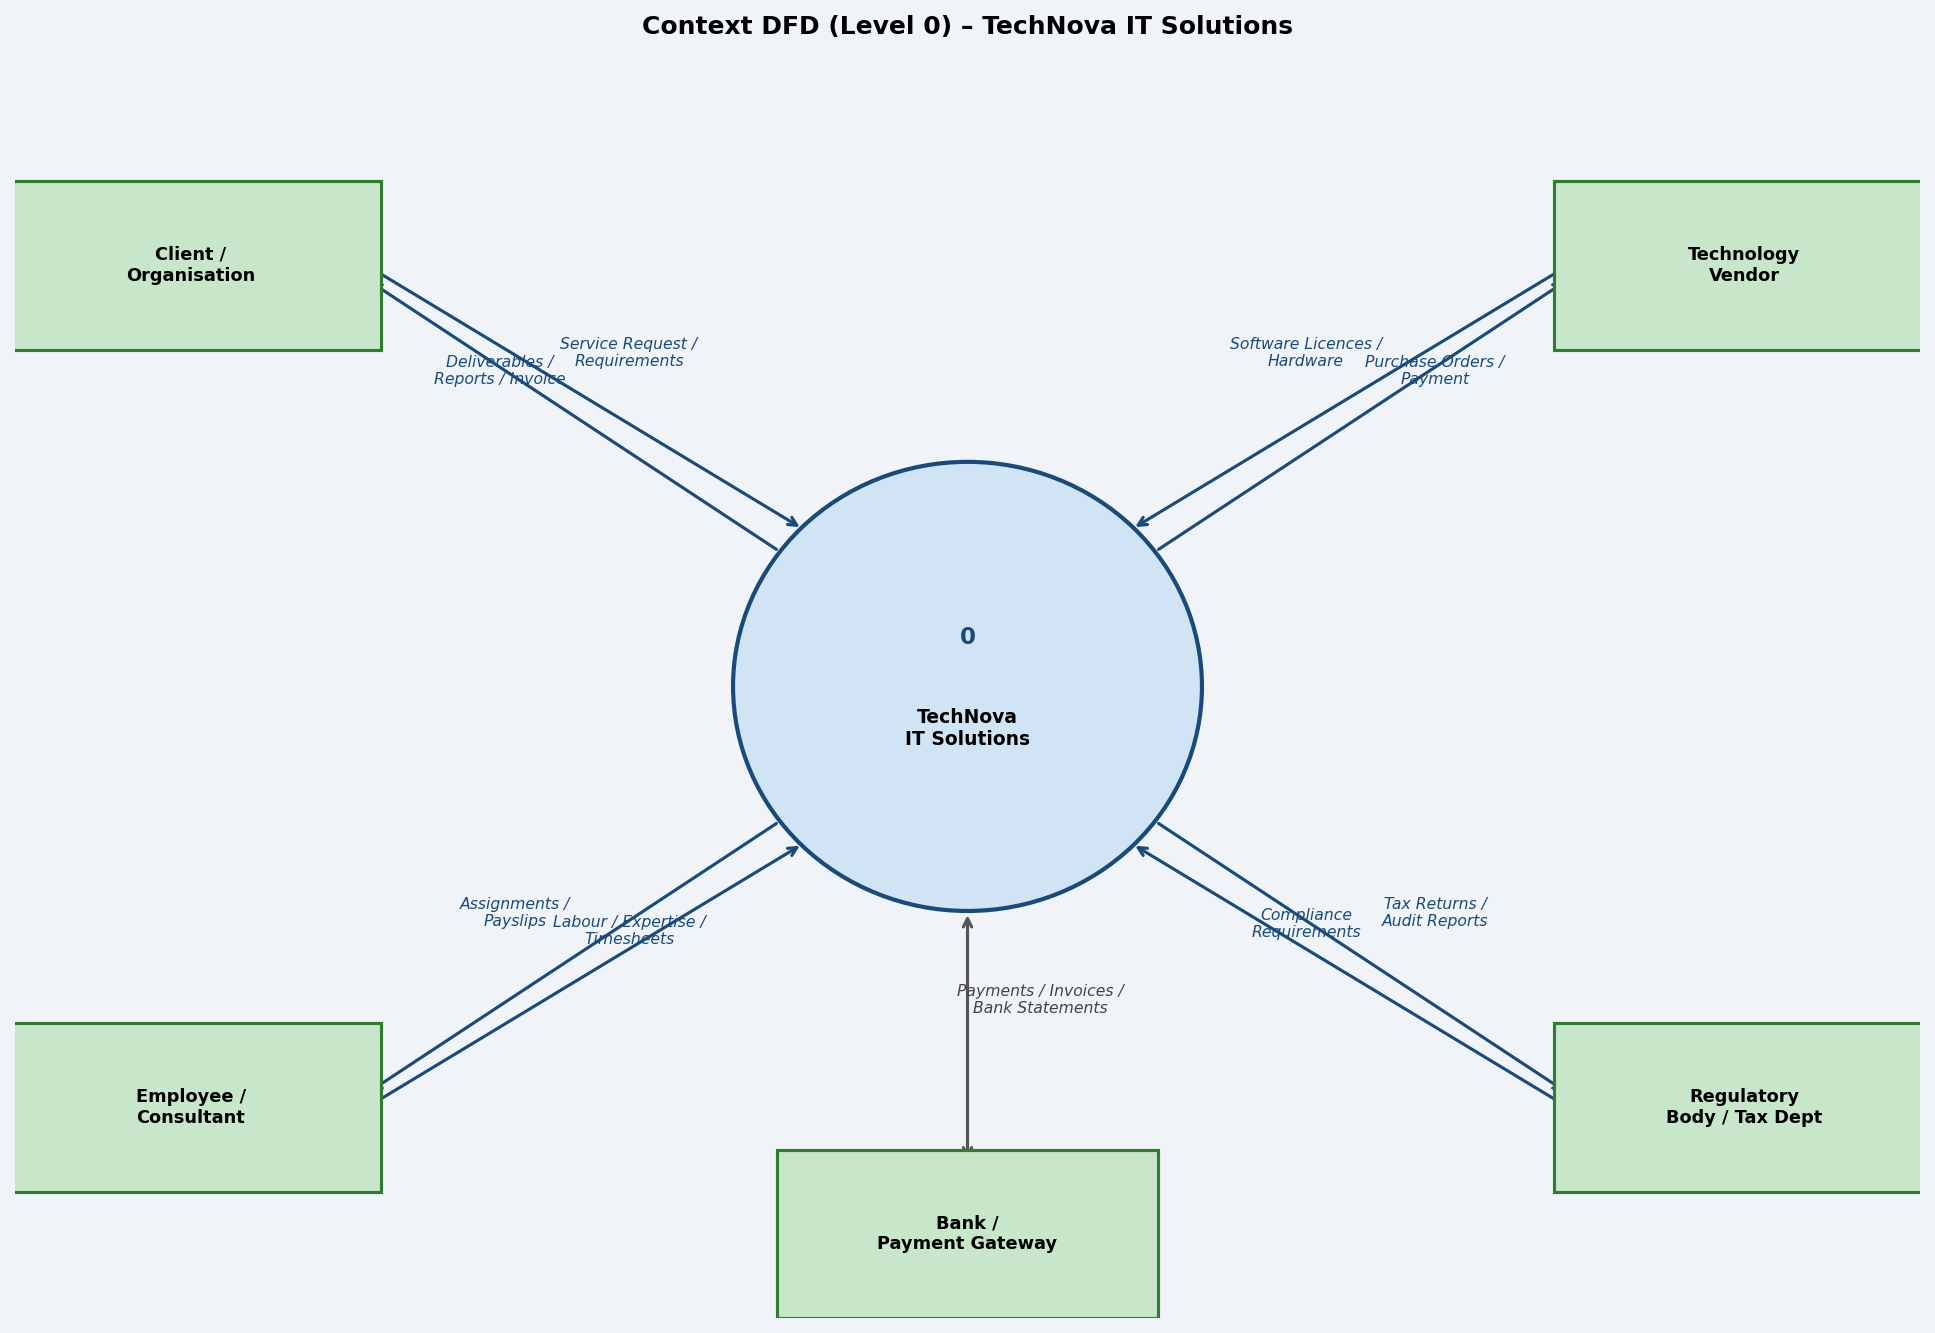 Context DFD (Level 0) – TechNova IT Solutions
Client /
Organisation
Technology
Vendor
Service Request /
Requirements
Deliverables /
Reports / Invoice
Software Licences /
Hardware
Purchase Orders /
Payment
0
TechNova
IT Solutions
Assignments /
Payslips
Labour / Expertise /
Timesheets
Compliance
Requirements
Tax Returns /
Audit Reports
Payments / Invoices /
Bank Statements
Employee /
Consultant
Regulatory
Body / Tax Dept
Bank /
Payment Gateway